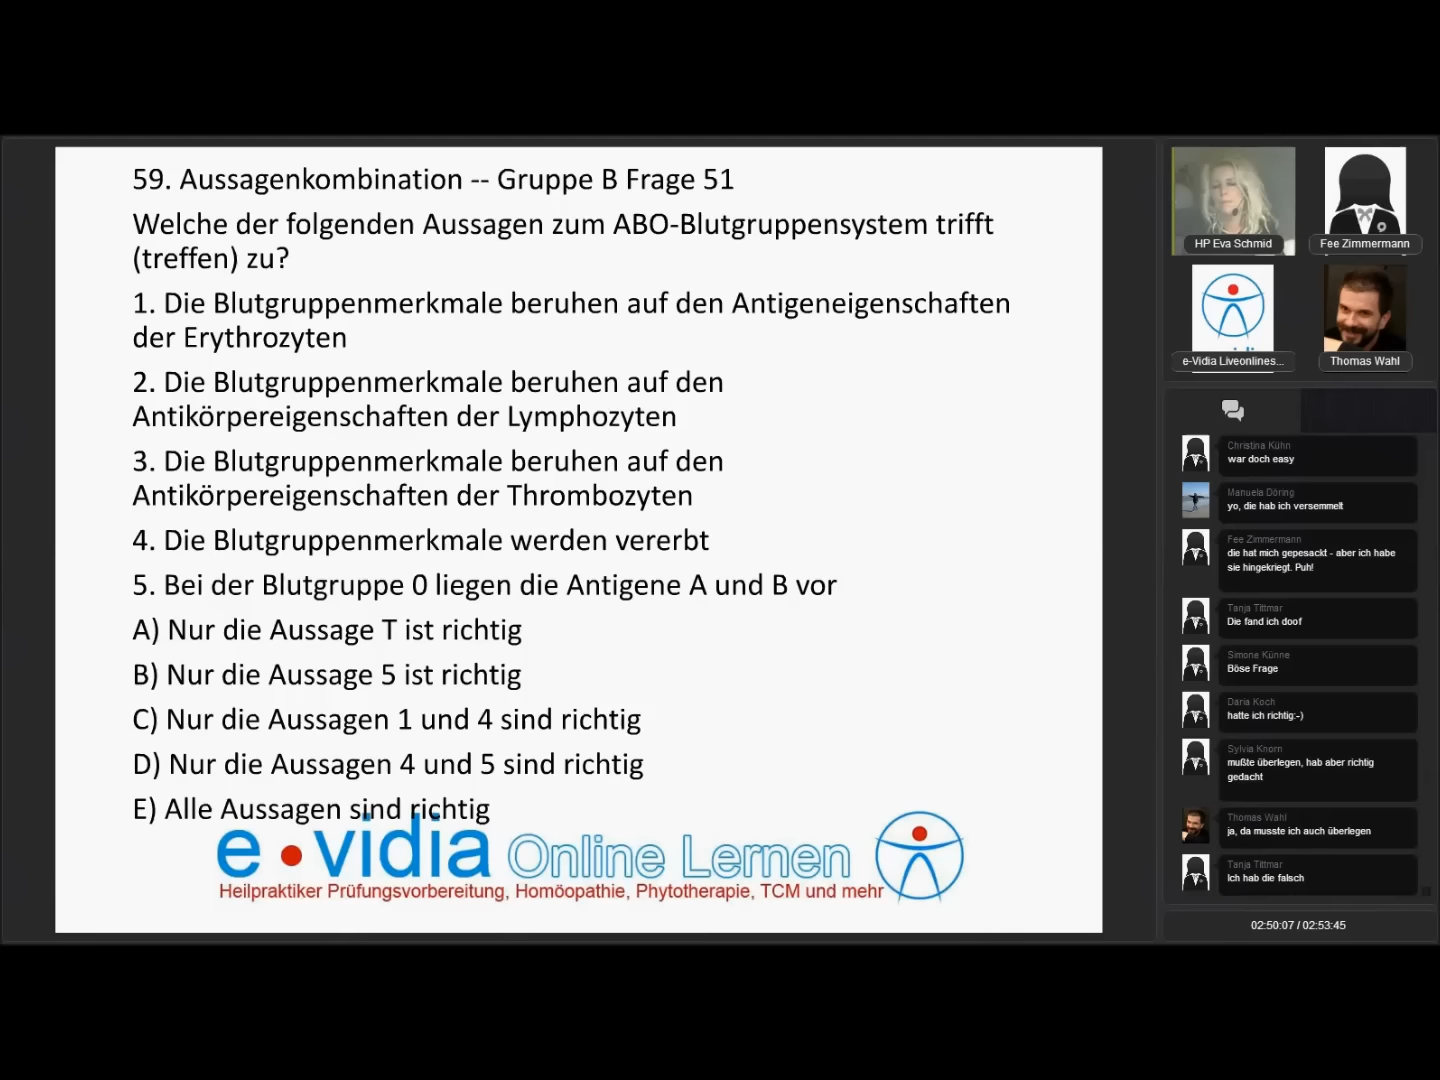 59. Aussagenkombination -- Gruppe B Frage 51
Welche der folgenden Aussagen zum ABO-Blutgruppensystem trifft
(treffen) zu?
1. Die Blutgruppenmerkmale beruhen auf den Antigeneigenschaften
der Erythrozyten
2. Die Blutgruppenmerkmale beruhen auf den
Antikörpereigenschaften der Lymphozyten
3. Die Blutgruppenmerkmale beruhen auf den
Antikörpereigenschaften der Thrombozyten
4. Die Blutgruppenmerkmale werden vererbt
5. Bei der Blutgruppe 0 liegen die Antigene A und B vor
A) Nur die Aussage T ist richtig
B) Nur die Aussage 5 ist richtig
C) Nur die Aussagen 1 und 4 sind richtig
D) Nur die Aussagen 4 und 5 sind richtig
E) Alle Aussagen sind richtig
e•vidia Online Lernen
Heilpraktiker Prüfungsvorbereitung, Homöopathie, Phytotherapie, TCM und mehr
HP Eva Schmid
Fee Zimmermann
e-Vidia Liveonlines...
Thomas Wahl
Christina Kühn
war doch easy
Manuela Döring
yo, die hab ich versemmelt
Fee Zimmermann
die hat mich gepesackt - aber ich habe
sie hingekriegt. Puh!
Tanja Tittmar
Die fand ich doof
Simone Künne
Böse Frage
Daria Koch
hatte ich richtig:-)
Sylvia Knorn
mußte überlegen, hab aber richtig
gedacht
Thomas Wahl
ja, da musste ich auch überlegen
Tanja Tittmar
Ich hab die falsch
02:50:07 / 02:53:45